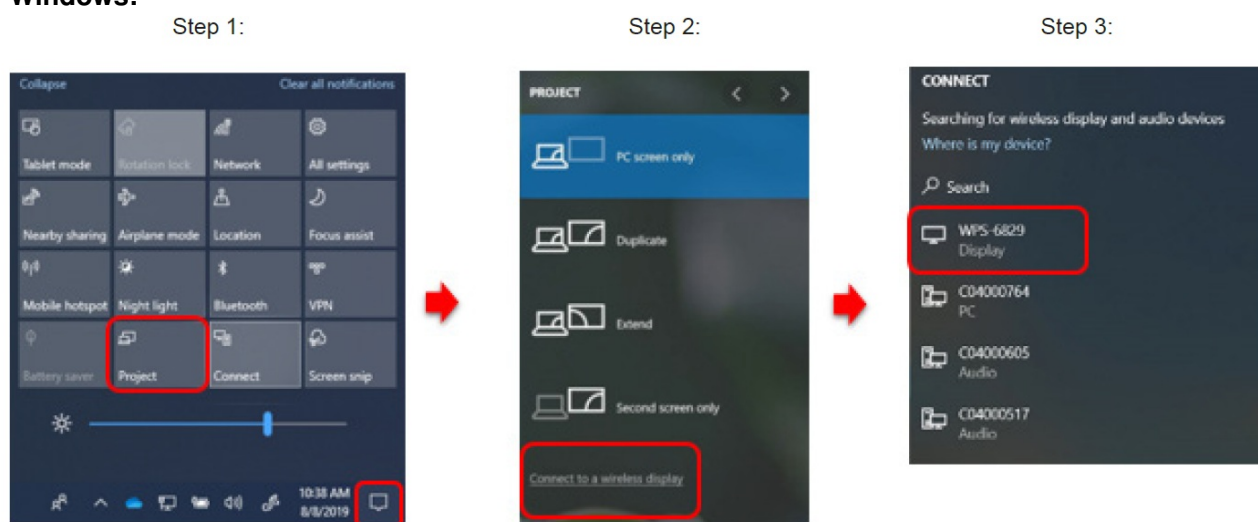 Windows:
Step 1:
Step 2:
Step 3:
Collapse
Clear all notifications
Tablet mode
Rotation lock
Network
All settings
Nearby sharing
Airplane mode
Location
Focus assist
Mobile hotspot
Night light
Bluetooth
VPN
Battery saver
Project
Connect
Screen snip
10:38 AM
8/8/2019
PROJECT
PC screen only
Duplicate
Extend
Second screen only
Connect to a wireless display
CONNECT
Searching for wireless display and audio devices
Where is my device?
Search
WPS-6829
Display
C04000764
PC
C04000605
Audio
C04000517
Audio